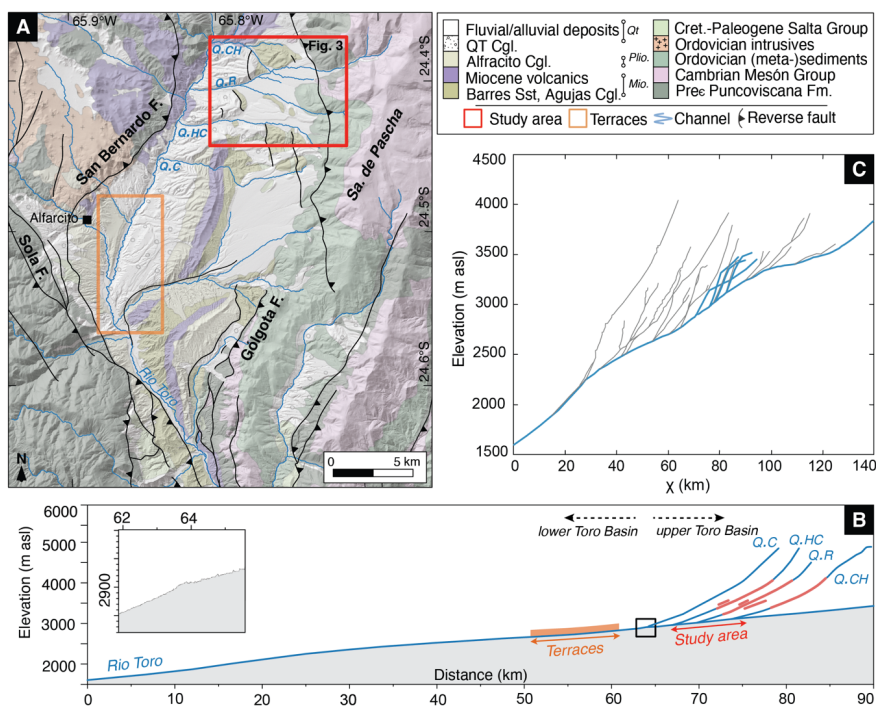 A
65.9°W
65.8°W
Q.CH
Fig. 3
24.4°S
Q.R
San Bernardo F.
Q.HC
Sa. de Pascha
Q.C
Alfarcito
24.5°S
Sola F.
Gólgota F.
24.6°S
Rio Toro
N
0 5 km
Fluvial/alluvial deposits Qt
QT Cgl.
Alfarcito Cgl. Plio.
Miocene volcanics Mio.
Barres Sst, Agujas Cgl.
Cret.-Paleogene Salta Group
Ordovician intrusives
Ordovician (meta-)sediments
Cambrian Mesón Group
Pre€ Puncoviscana Fm.
Study area Terraces Channel Reverse fault
C
4500
4000
3500
3000
2500
2000
1500
Elevation (m asl)
0 20 40 60 80 100 120 140
χ (km)
B
6000
5000
4000
3000
2000
Elevation (m asl)
62 64
2900
lower Toro Basin upper Toro Basin
Q.C Q.HC
Q.R
Q.CH
Terraces
Study area
Rio Toro
Distance (km)
0 10 20 30 40 50 60 70 80 90